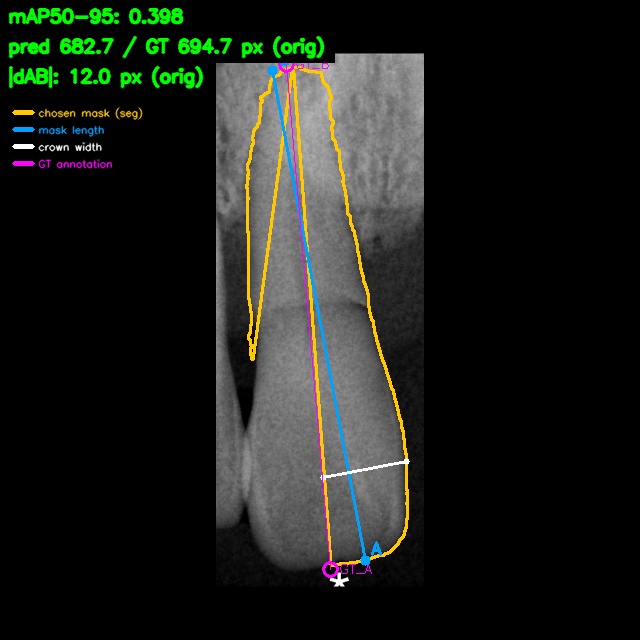 mAP50-95: 0.398
pred 682.7 / GT 694.7 px (orig)
|dAB|: 12.0 px (orig)
chosen mask (seg)
mask length
crown width
GT annotation
GT_B
A
GT_A